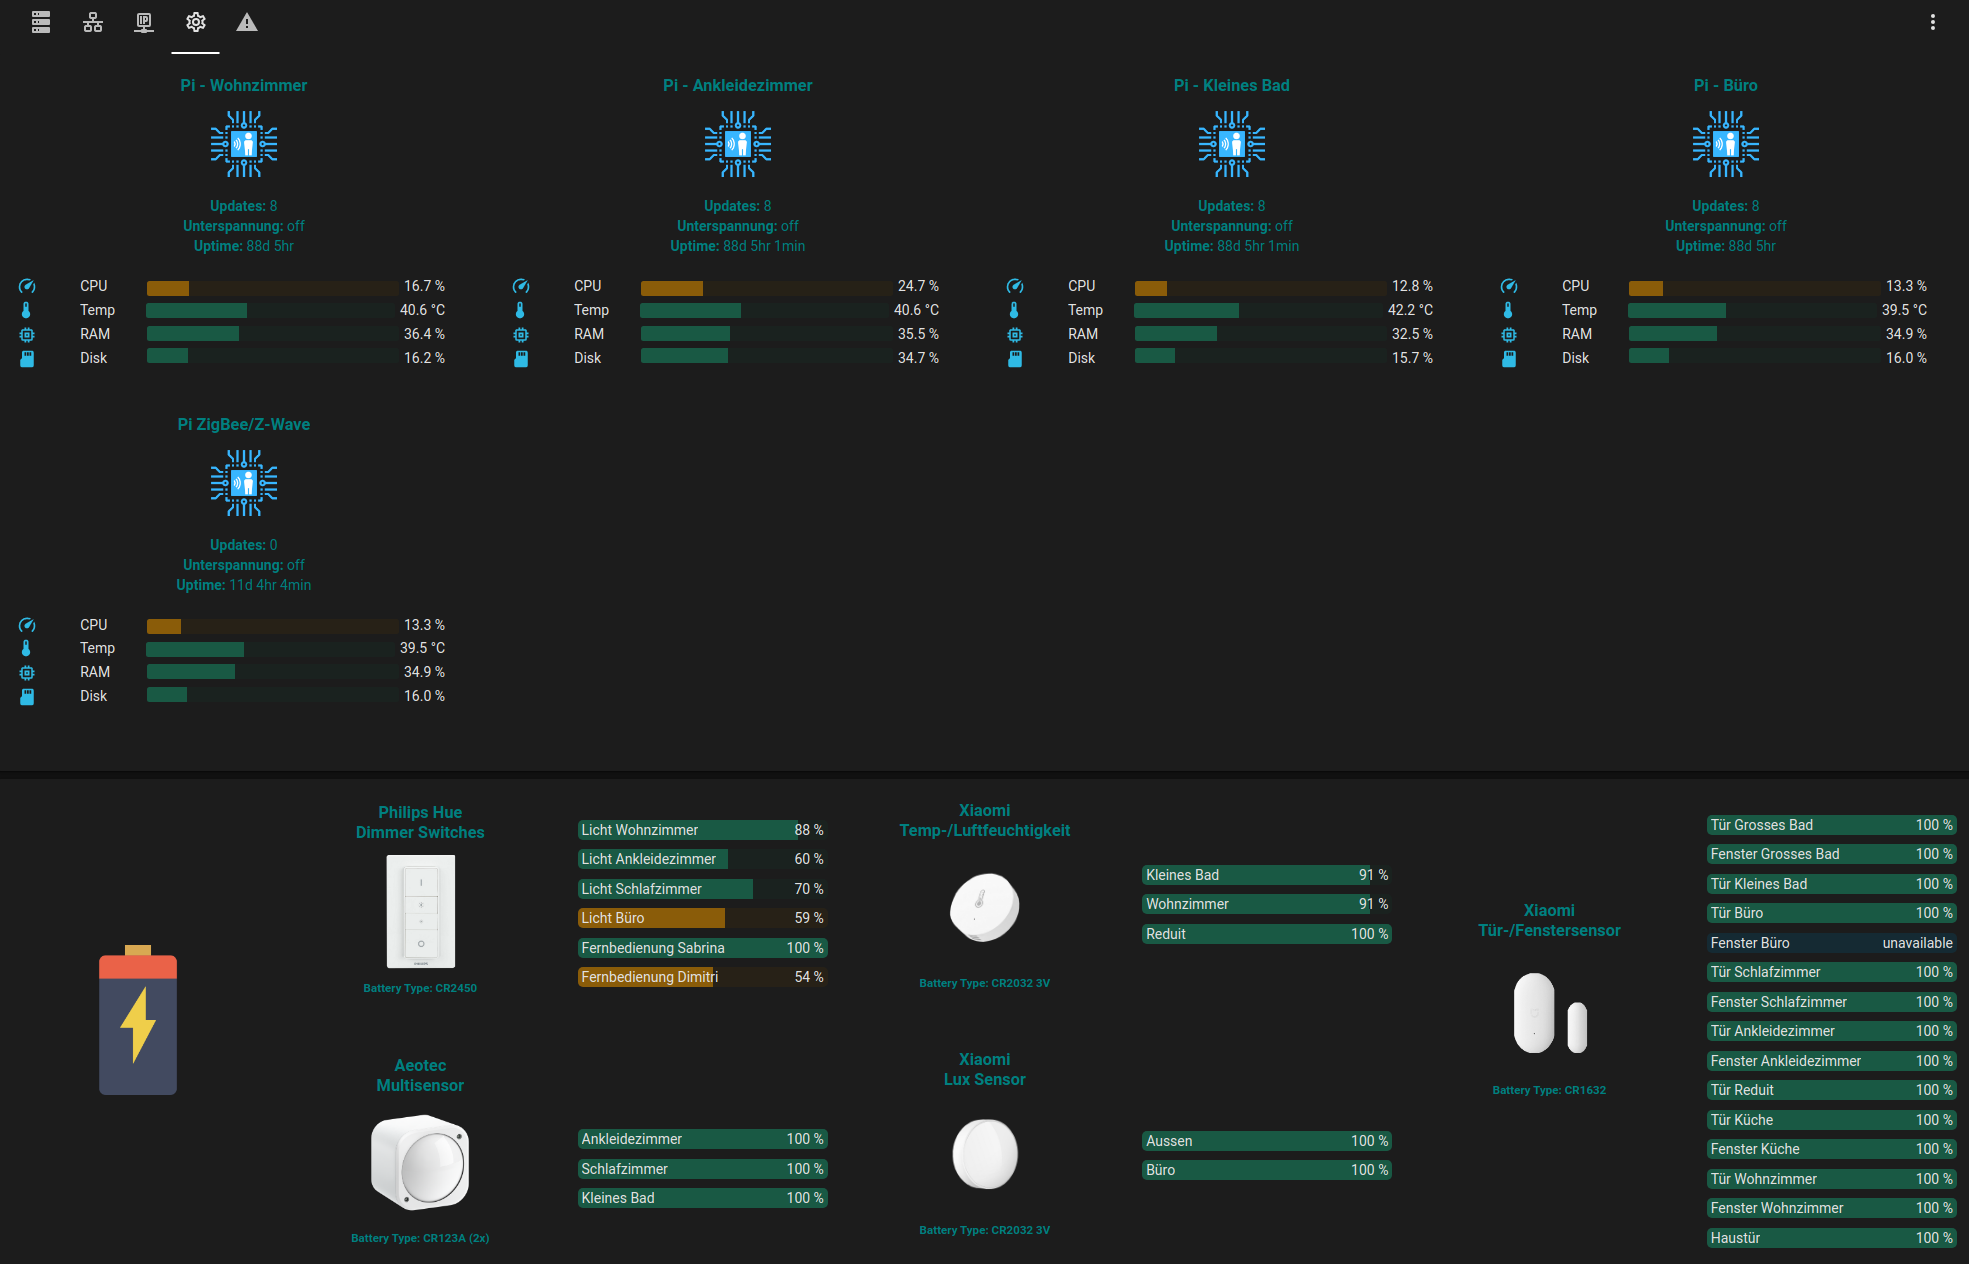 IP
Pi - Wohnzimmer
Updates: 8
Unterspannung: off
Uptime: 88d 5hr
CPU 16.7 %
Temp 40.6 °C
RAM 36.4 %
Disk 16.2 %
Pi - Ankleidezimmer
Updates: 8
Unterspannung: off
Uptime: 88d 5hr 1min
CPU 24.7 %
Temp 40.6 °C
RAM 35.5 %
Disk 34.7 %
Pi - Kleines Bad
Updates: 8
Unterspannung: off
Uptime: 88d 5hr 1min
CPU 12.8 %
Temp 42.2 °C
RAM 32.5 %
Disk 15.7 %
Pi - Büro
Updates: 8
Unterspannung: off
Uptime: 88d 5hr
CPU 13.3 %
Temp 39.5 °C
RAM 34.9 %
Disk 16.0 %
Pi ZigBee/Z-Wave
Updates: 0
Unterspannung: off
Uptime: 11d 4hr 4min
CPU 13.3 %
Temp 39.5 °C
RAM 34.9 %
Disk 16.0 %
Philips Hue
Dimmer Switches
Battery Type: CR2450
Licht Wohnzimmer 88 %
Licht Ankleidezimmer 60 %
Licht Schlafzimmer 70 %
Licht Büro 59 %
Fernbedienung Sabrina 100 %
Fernbedienung Dimitri 54 %
Aeotec
Multisensor
Battery Type: CR123A (2x)
Ankleidezimmer 100 %
Schlafzimmer 100 %
Kleines Bad 100 %
Xiaomi
Temp-/Luftfeuchtigkeit
Battery Type: CR2032 3V
Kleines Bad 91 %
Wohnzimmer 91 %
Reduit 100 %
Xiaomi
Lux Sensor
Battery Type: CR2032 3V
Aussen 100 %
Büro 100 %
Xiaomi
Tür-/Fenstersensor
Battery Type: CR1632
Tür Grosses Bad 100 %
Fenster Grosses Bad 100 %
Tür Kleines Bad 100 %
Tür Büro 100 %
Fenster Büro unavailable
Tür Schlafzimmer 100 %
Fenster Schlafzimmer 100 %
Tür Ankleidezimmer 100 %
Fenster Ankleidezimmer 100 %
Tür Reduit 100 %
Tür Küche 100 %
Fenster Küche 100 %
Tür Wohnzimmer 100 %
Fenster Wohnzimmer 100 %
Haustür 100 %